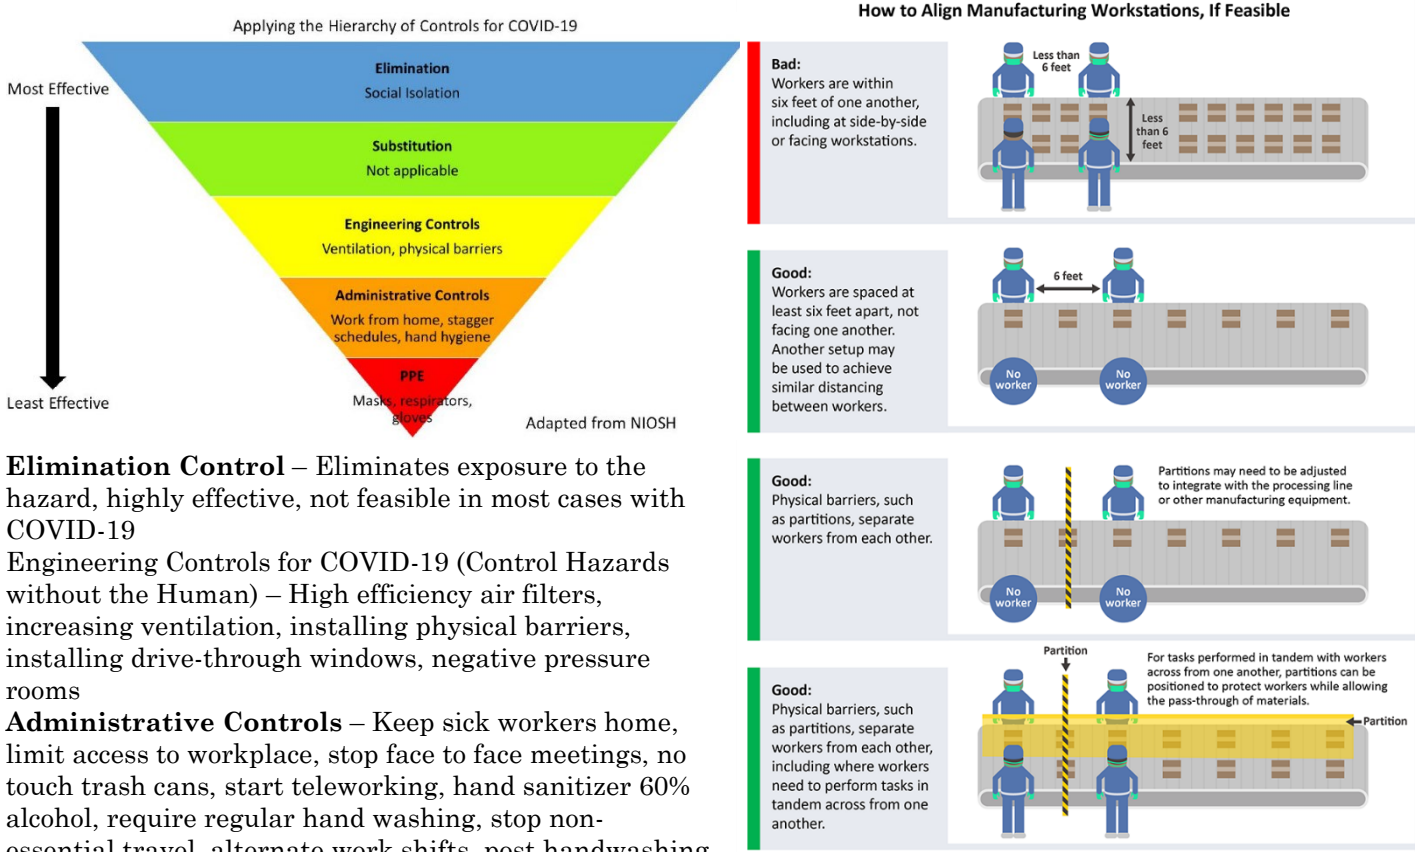 Applying the Hierarchy of Controls for COVID-19
Most Effective
Least Effective
Elimination
Social Isolation
Substitution
Not applicable
Engineering Controls
Ventilation, physical barriers
Administrative Controls
Work from home, stagger
schedules, hand hygiene
PPE
Masks, respirators,
gloves
Adapted from NIOSH
Elimination Control – Eliminates exposure to the
hazard, highly effective, not feasible in most cases with
COVID-19
Engineering Controls for COVID-19 (Control Hazards
without the Human) – High efficiency air filters,
increasing ventilation, installing physical barriers,
installing drive-through windows, negative pressure
rooms
Administrative Controls – Keep sick workers home,
limit access to workplace, stop face to face meetings, no
touch trash cans, start teleworking, hand sanitizer 60%
alcohol, require regular hand washing, stop non-
essential travel, alternate work shifts, post handwashing
How to Align Manufacturing Workstations, If Feasible
Bad:
Workers are within
six feet of one another,
including at side-by-side
or facing workstations.
Less than
6 feet
Less
than 6
feet
Good:
Workers are spaced at
least six feet apart, not
facing one another.
Another setup may
be used to achieve
similar distancing
between workers.
6 feet
No
worker
No
worker
Good:
Physical barriers, such
as partitions, separate
workers from each other.
Partitions may need to be adjusted
to integrate with the processing line
or other manufacturing equipment.
No
worker
No
worker
Good:
Physical barriers, such
as partitions, separate
workers from each other,
including where workers
need to perform tasks in
tandem across from one
another.
Partition
For tasks performed in tandem with workers
across from one another, partitions can be
positioned to protect workers while allowing
the pass-through of materials.
Partition